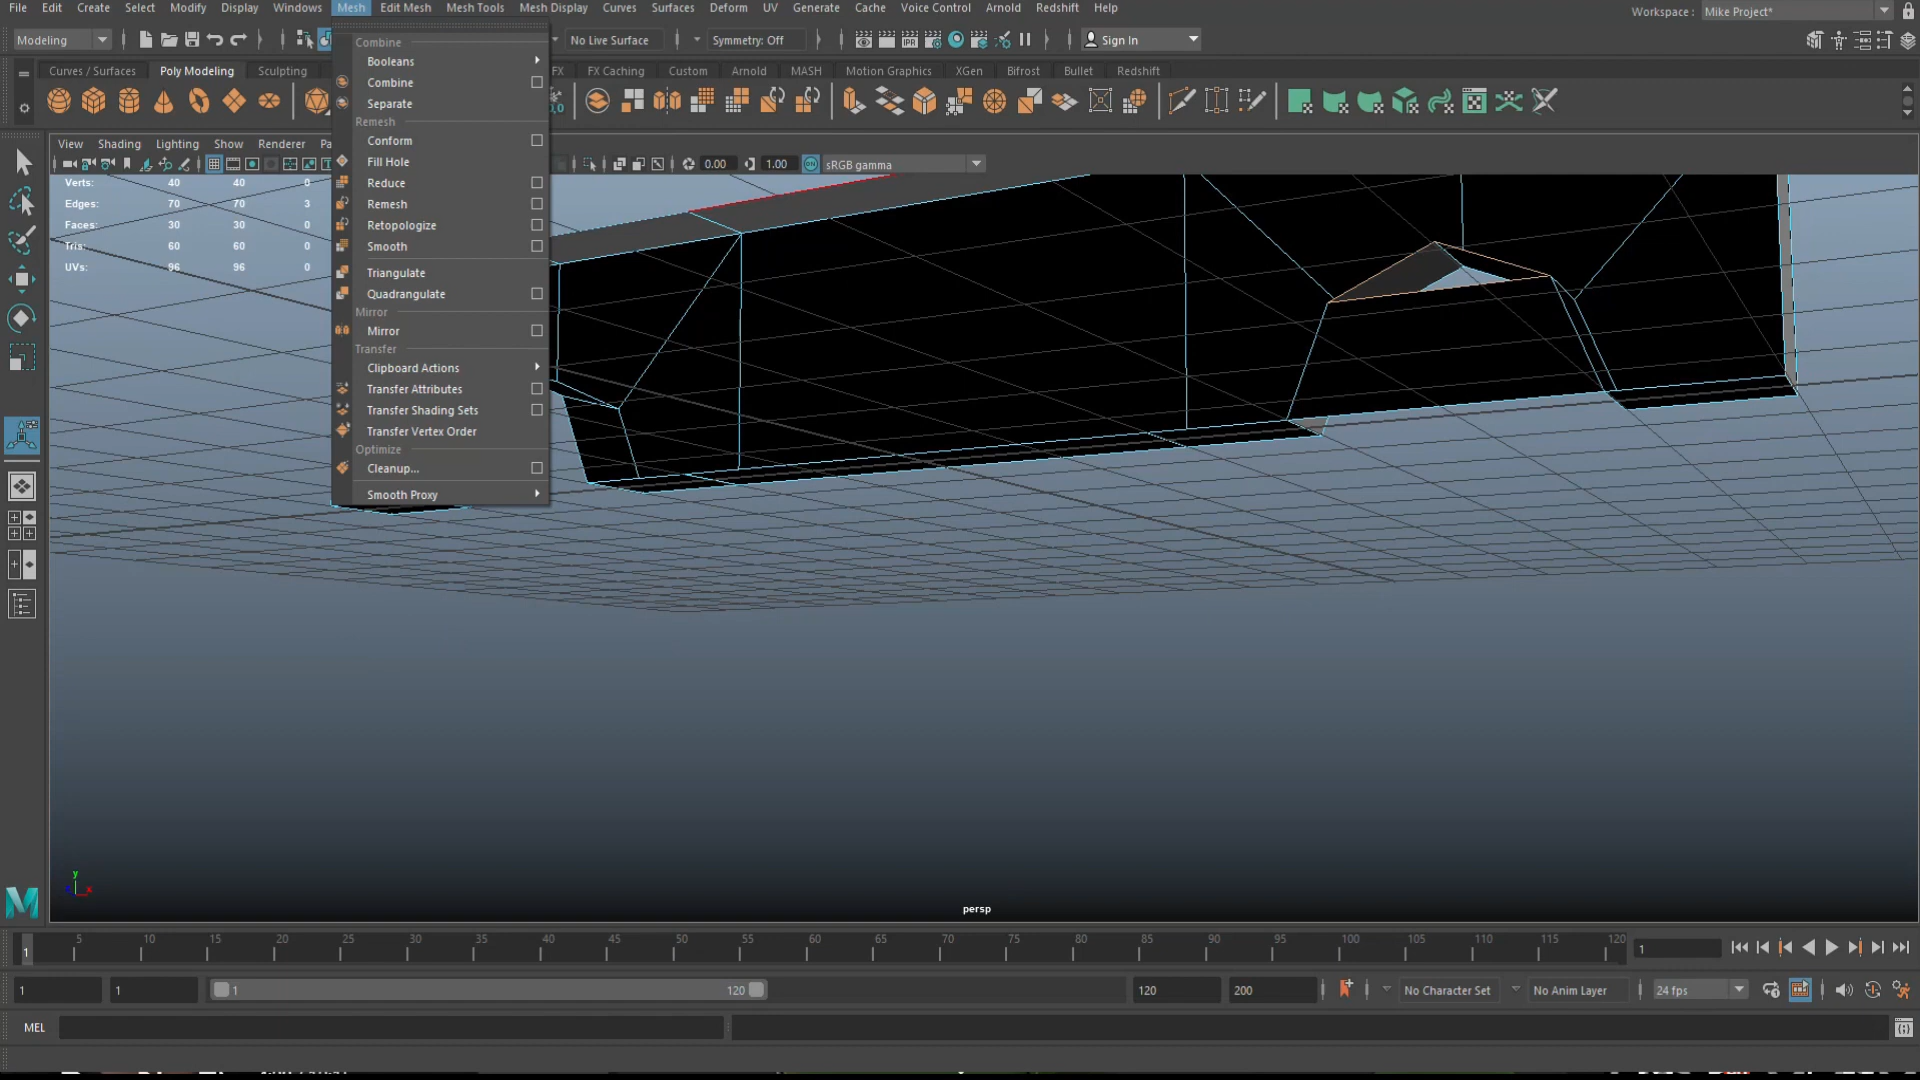 File Edit Create Select Modify Display Windows Mesh Edit Mesh Mesh Tools Mesh Display Curves Surfaces Deform UV Generate Cache Voice Control Arnold Redshift Help
Workspace : Mike Project*
Modeling
No Live Surface
Symmetry: Off
IPR
Sign In
Curves / Surfaces Poly Modeling Sculpting FX FX Caching Custom Arnold MASH Motion Graphics XGen Bifrost Bullet Redshift
View Shading Lighting Show Renderer Pa
0.00 1.00 ON sRGB gamma
Verts: 40 40 0
Edges: 70 70 3
Faces: 30 30 0
Tris: 60 60 0
UVs: 96 96 0
Combine
Booleans
Combine
Separate
Remesh
Conform
Fill Hole
Reduce
Remesh
Retopologize
Smooth
Triangulate
Quadrangulate
Mirror
Mirror
Transfer
Clipboard Actions
Transfer Attributes
Transfer Shading Sets
Transfer Vertex Order
Optimize
Cleanup...
Smooth Proxy
y
x
persp
1 5 10 15 20 25 30 35 40 45 50 55 60 65 70 75 80 85 90 95 100 105 110 115 120
1
1 1 1 120 120 200 No Character Set No Anim Layer 24 fps
MEL